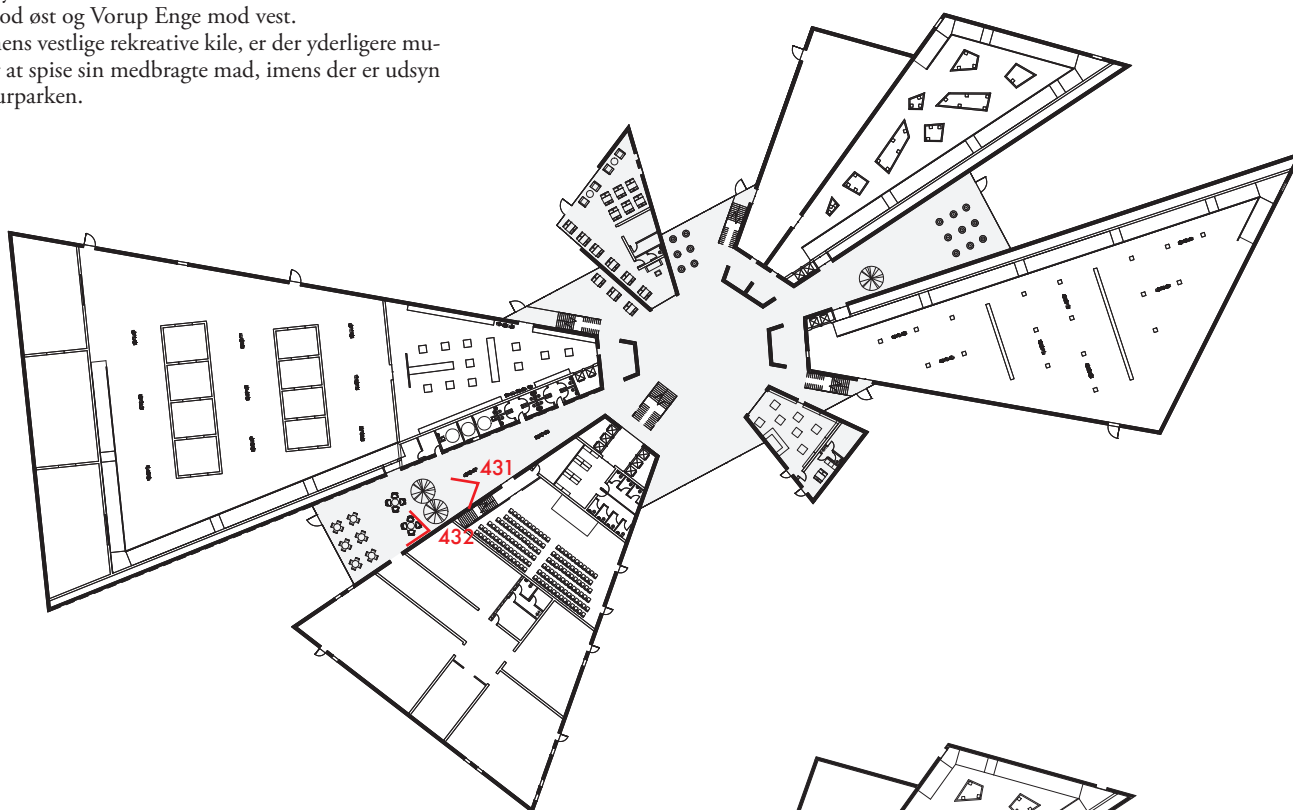 od øst og Vorup Enge mod vest.
nens vestlige rekreative kile, er der yderligere mu-
at spise sin medbragte mad, imens der er udsyn
urparken.
431
432